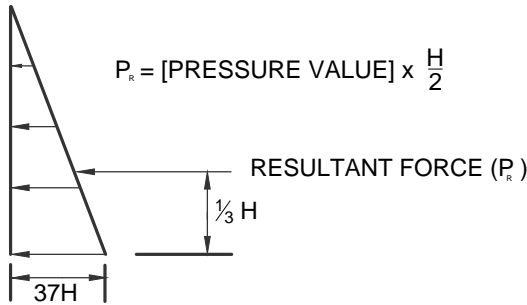 P_R = [PRESSURE VALUE] x H/2
RESULTANT FORCE (P_R)
⅓ H
37H